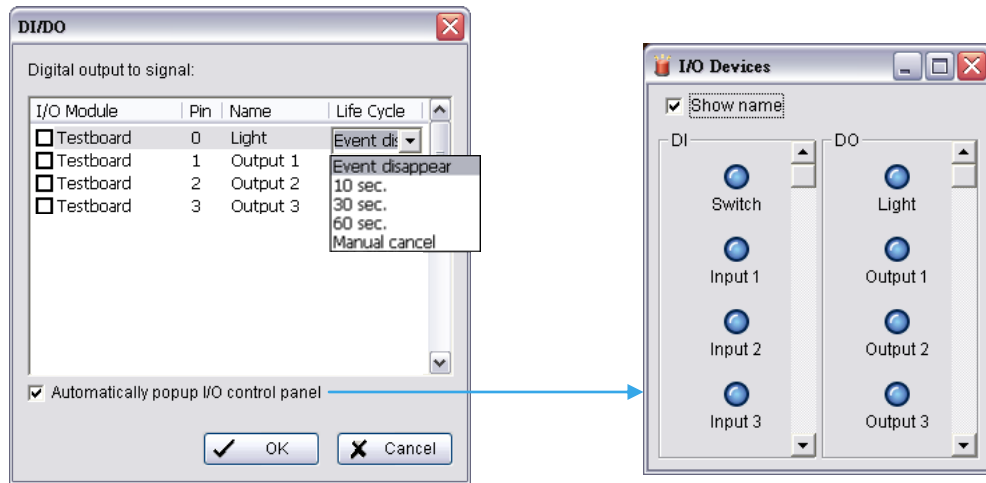 DI/DO
Digital output to signal:
I/O Module Pin Name Life Cycle
Testboard 0 Light Event dis
Testboard 1 Output 1
Testboard 2 Output 2
Testboard 3 Output 3
Event disappear
10 sec.
30 sec.
60 sec.
Manual cancel
Automatically popup I/O control panel
OK Cancel
I/O Devices
Show name
DI DO
Switch Light
Input 1 Output 1
Input 2 Output 2
Input 3 Output 3